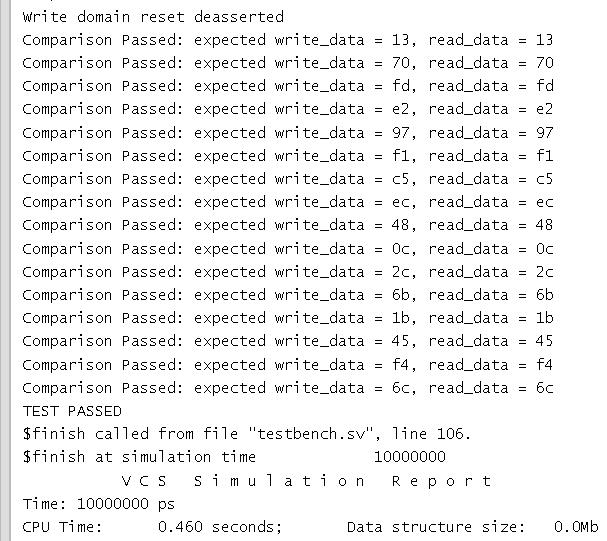 Write domain reset deasserted
Comparison Passed: expected write_data = 13, read_data = 13
Comparison Passed: expected write_data = 70, read_data = 70
Comparison Passed: expected write_data = fd, read_data = fd
Comparison Passed: expected write_data = e2, read_data = e2
Comparison Passed: expected write_data = 97, read_data = 97
Comparison Passed: expected write_data = f1, read_data = f1
Comparison Passed: expected write_data = c5, read_data = c5
Comparison Passed: expected write_data = ec, read_data = ec
Comparison Passed: expected write_data = 48, read_data = 48
Comparison Passed: expected write_data = 0c, read_data = 0c
Comparison Passed: expected write_data = 2c, read_data = 2c
Comparison Passed: expected write_data = 6b, read_data = 6b
Comparison Passed: expected write_data = 1b, read_data = 1b
Comparison Passed: expected write_data = 45, read_data = 45
Comparison Passed: expected write_data = f4, read_data = f4
Comparison Passed: expected write_data = 6c, read_data = 6c
TEST PASSED
$finish called from file "testbench.sv", line 106.
$finish at simulation time             10000000
           V C S   S i m u l a t i o n   R e p o r t
Time: 10000000 ps
CPU Time:      0.460 seconds;       Data structure size:   0.0Mb